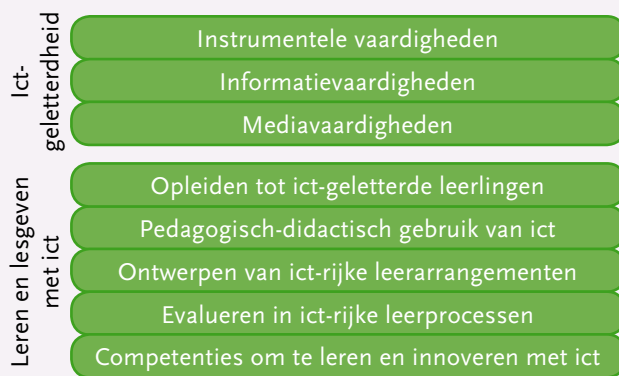 Ict-
geletterdheid
Instrumentele vaardigheden
Informatievaardigheden
Mediavaardigheden
Leren en lesgeven
met ict
Opleiden tot ict-geletterde leerlingen
Pedagogisch-didactisch gebruik van ict
Ontwerpen van ict-rijke leerarrangementen
Evalueren in ict-rijke leerprocessen
Competenties om te leren en innoveren met ict